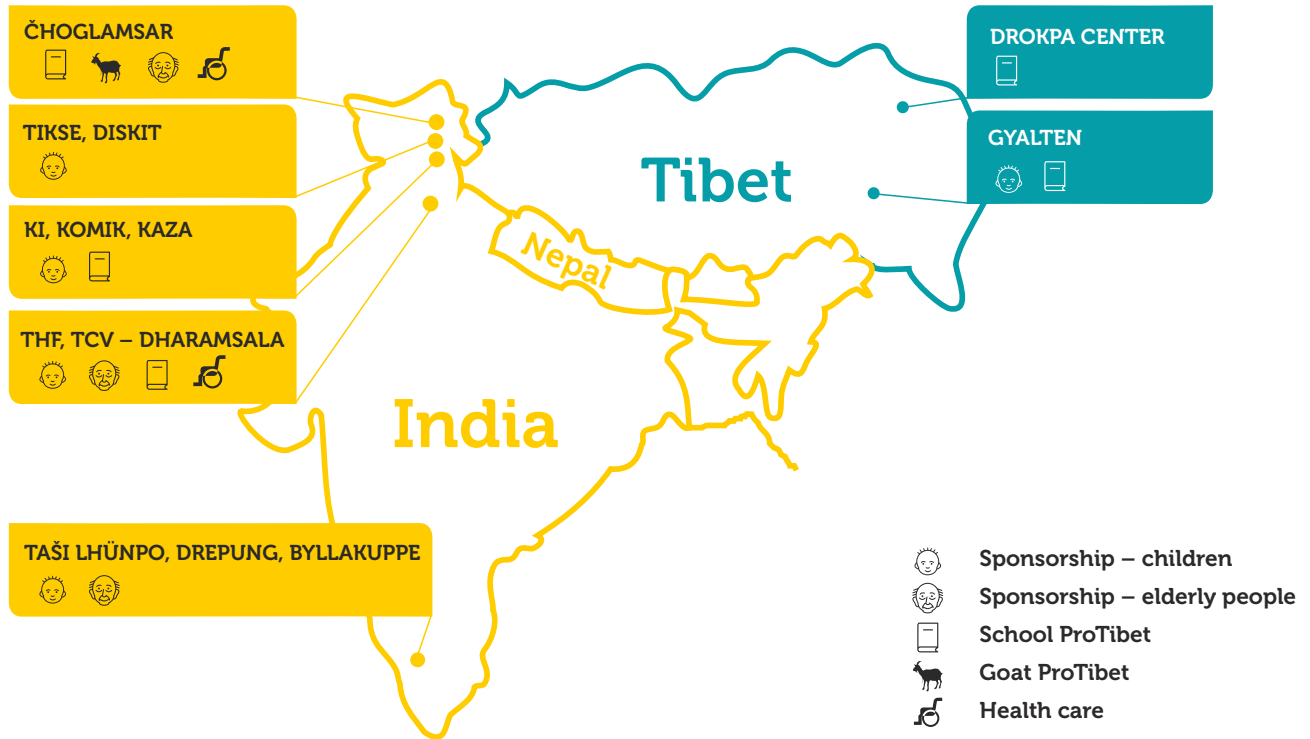 ČHOGLAMSAR
TIKSE, DISKIT
KI, KOMIK, KAZA
THF, TCV – DHARAMSALA
TAŠI LHÜNPO, DREPUNG, BYLLAKUPPE
DROKPA CENTER
GYALTEN
Tibet
Nepal
India
Sponsorship – children
Sponsorship – elderly people
School ProTibet
Goat ProTibet
Health care